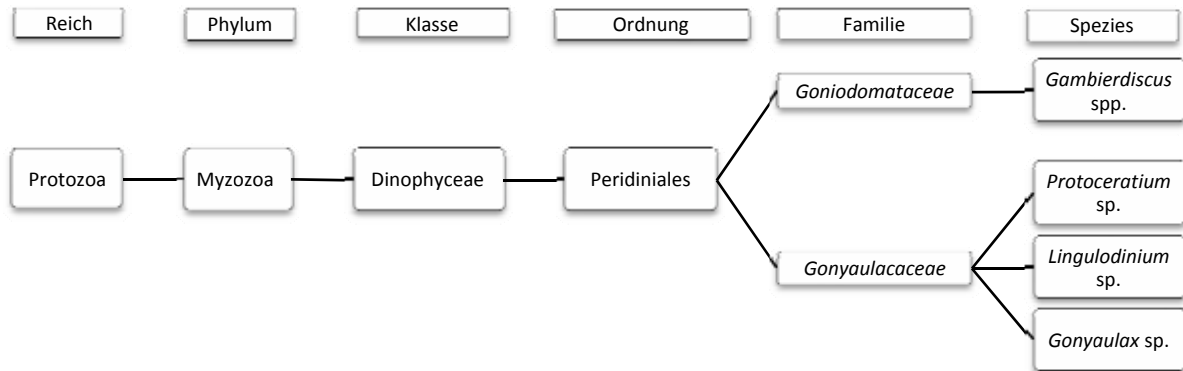 Reich
Phylum
Klasse
Ordnung
Familie
Spezies
Goniodomataceae
Gambierdiscus
spp.
Protozoa
Myzozoa
Dinophyceae
Peridiniales
Protoceratium
sp.
Gonyaulacaceae
Lingulodinium
sp.
Gonyaulax sp.